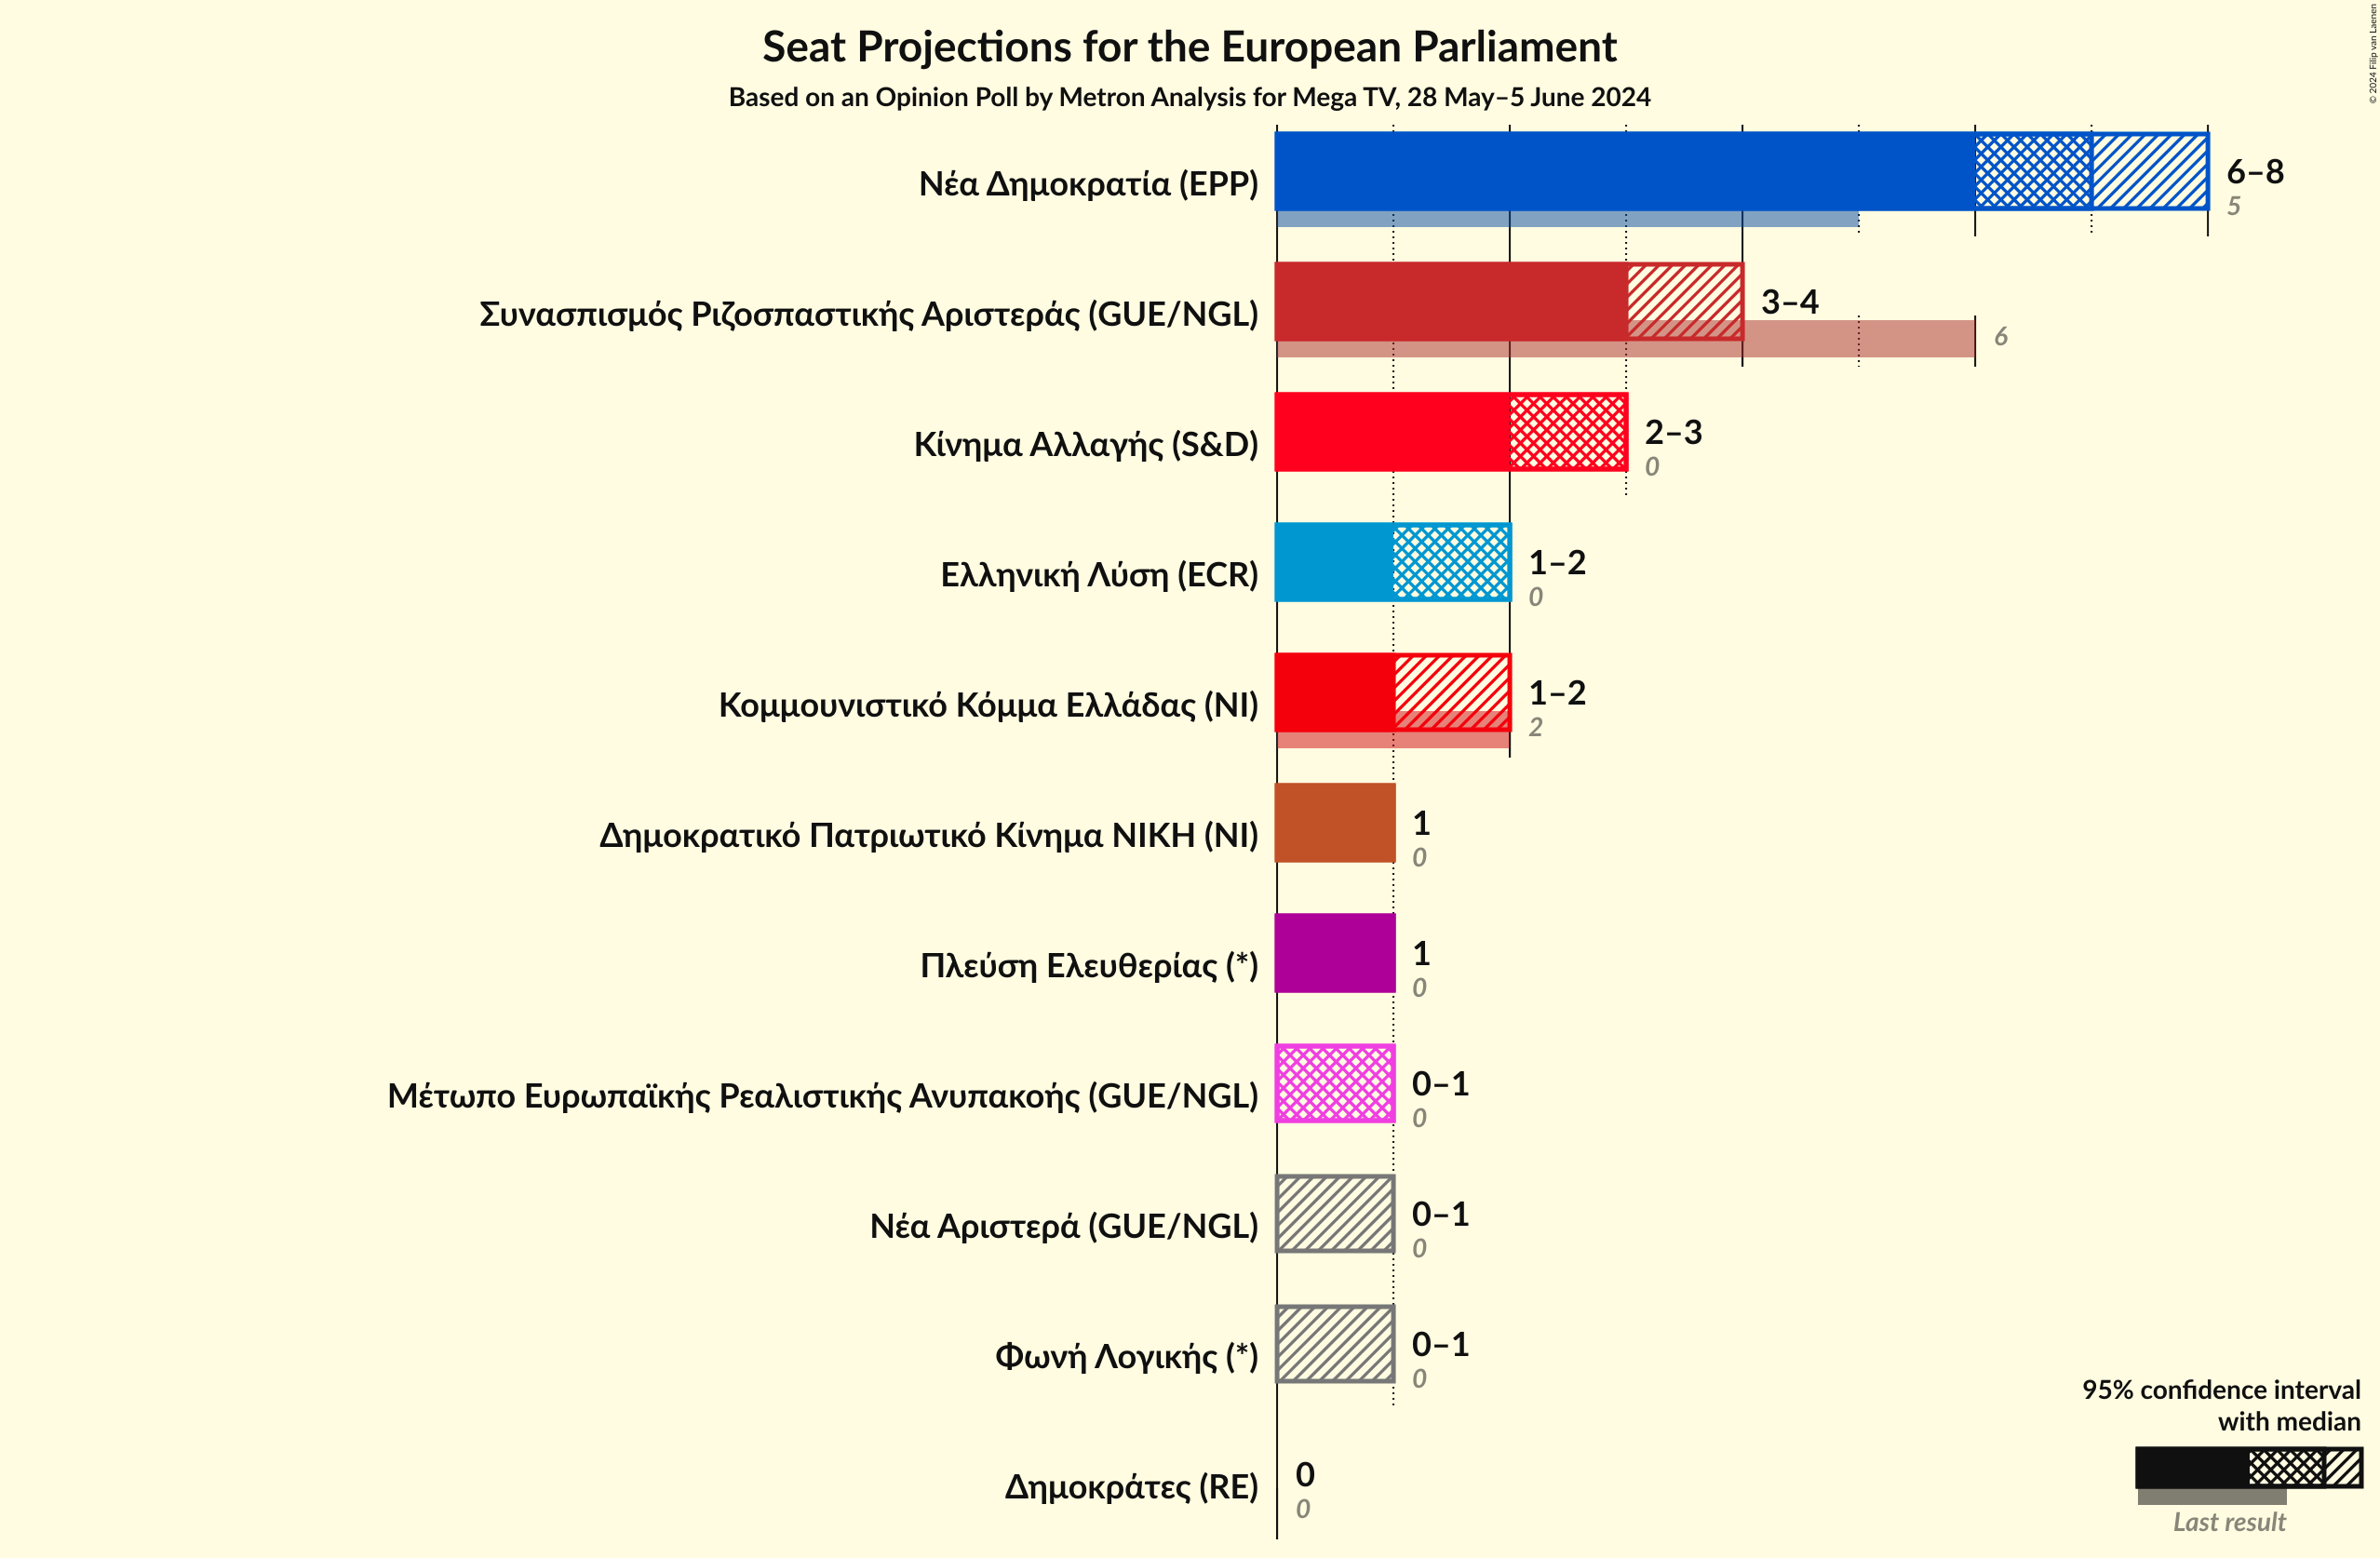 Seat Projections for the European Parliament
Based on an Opinion Poll by Metron Analysis for Mega TV, 28 May–5 June 2024
© 2024 Filip van Laenen
Νέα Δημοκρατία (EPP)
6–8
5
Συνασπισμός Ριζοσπαστικής Αριστεράς (GUE/NGL)
3–4
6
Κίνημα Αλλαγής (S&D)
2–3
0
Ελληνική Λύση (ECR)
1–2
0
Κομμουνιστικό Κόμμα Ελλάδας (NI)
1–2
2
Δημοκρατικό Πατριωτικό Κίνημα ΝΙΚΗ (NI)
1
0
Πλεύση Ελευθερίας (*)
1
0
Μέτωπο Ευρωπαϊκής Ρεαλιστικής Ανυπακοής (GUE/NGL)
0–1
0
Νέα Αριστερά (GUE/NGL)
0–1
0
Φωνή Λογικής (*)
0–1
0
Δημοκράτες (RE)
0
0
95% confidence interval
with median
Last result